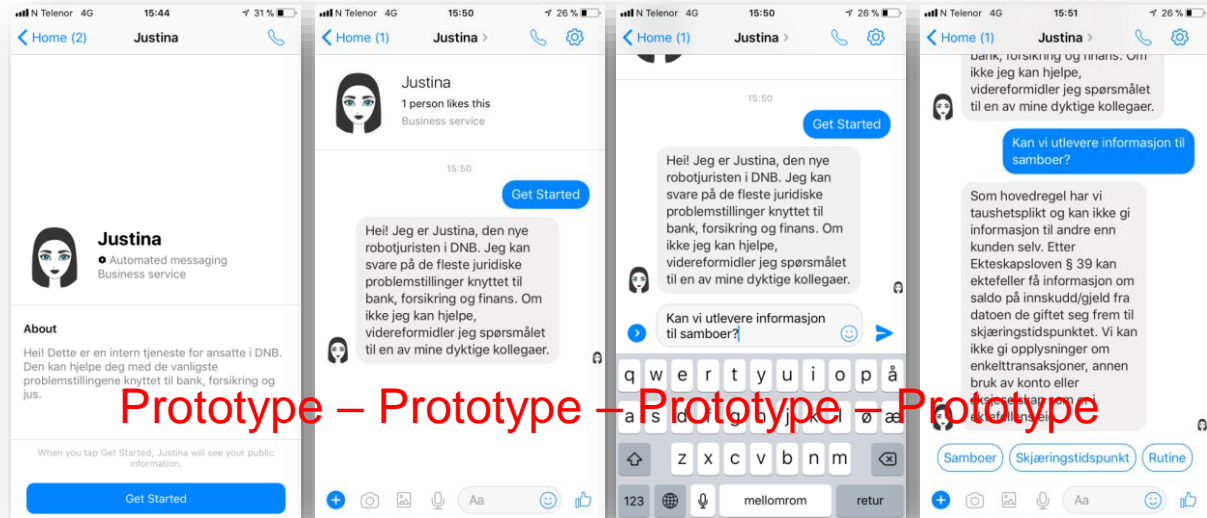 N Telenor 4G 15:44 31 %
Home (2) Justina
Justina
Automated messaging
Business service
About
Hei! Dette er en intern tjeneste for ansatte i DNB.
Den kan hjelpe deg med de vanligste
problemstillingene knyttet til bank, forsikring og
jus.
When you tap Get Started, Justina will see your public
information.
Get Started
N Telenor 4G 15:50 26 %
Home (1) Justina >
Justina
1 person likes this
Business service
15:50
Get Started
Hei! Jeg er Justina, den nye
robotjuristen i DNB. Jeg kan
svare på de fleste juridiske
problemstillinger knyttet til
bank, forsikring og finans. Om
ikke jeg kan hjelpe,
videreformidler jeg spørsmålet
til en av mine dyktige kollegaer.
Aa
N Telenor 4G 15:50 26 %
Home (1) Justina >
15:50
Get Started
Hei! Jeg er Justina, den nye
robotjuristen i DNB. Jeg kan
svare på de fleste juridiske
problemstillinger knyttet til
bank, forsikring og finans. Om
ikke jeg kan hjelpe,
videreformidler jeg spørsmålet
til en av mine dyktige kollegaer.
Kan vi utlevere informasjon
til samboer?
q w e r t y u i o p å
a s d f g h j k l ø æ
z x c v b n m
123 mellomrom retur
N Telenor 4G 15:51 26 %
Home (1) Justina >
bank, forsikring og finans. Om
ikke jeg kan hjelpe,
videreformidler jeg spørsmålet
til en av mine dyktige kollegaer.
Kan vi utlevere informasjon til
samboer?
Som hovedregel har vi
taushetsplikt og kan ikke gi
informasjon til andre enn
kunden selv. Etter
Ekteskapsloven § 39 kan
ektefeller få informasjon om
saldo på innskudd/gjeld fra
datoen de giftet seg frem til
skjæringstidspunktet. Vi kan
ikke gi opplysninger om
enkelttransaksjoner, annen
bruk av konto eller
som er i
ektefellens
Samboer Skjæringstidspunkt Rutine
Aa
Prototype – Prototype – Prototype – Prototype